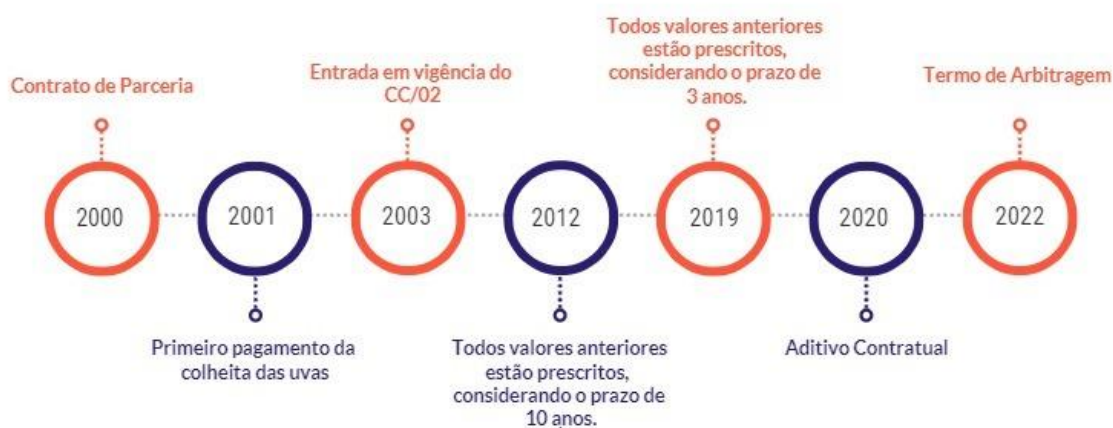 Contrato de Parceria
Entrada em vigência do
CC/02
Todos valores anteriores
estão prescritos,
considerando o prazo de
3 anos.
Termo de Arbitragem
2000
2001
2003
2012
2019
2020
2022
Primeiro pagamento da
colheita das uvas
Todos valores anteriores
estão prescritos,
considerando o prazo de
10 anos.
Aditivo Contratual